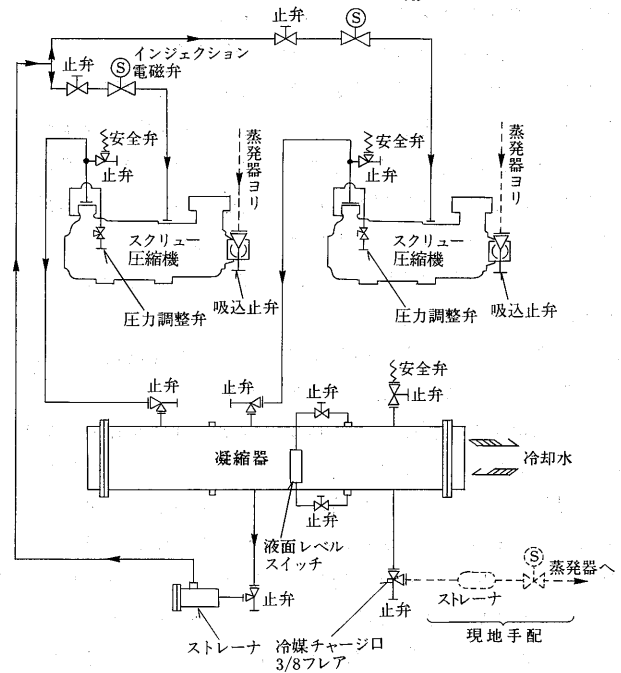 止弁
S
インジェクション
電磁弁
止弁
S
安全弁
止弁
蒸発器ヨリ
安全弁
止弁
蒸発器ヨリ
スクリュー
圧縮機
スクリュー
圧縮機
圧力調整弁
吸込止弁
圧力調整弁
吸込止弁
安全弁
止弁
止弁
止弁
止弁
凝縮器
冷却水
止弁
液面レベル
スイッチ
S
蒸発器へ
止弁
止弁
ストレーナ
ストレーナ
冷媒チャージ口
3/8フレア
現地手配